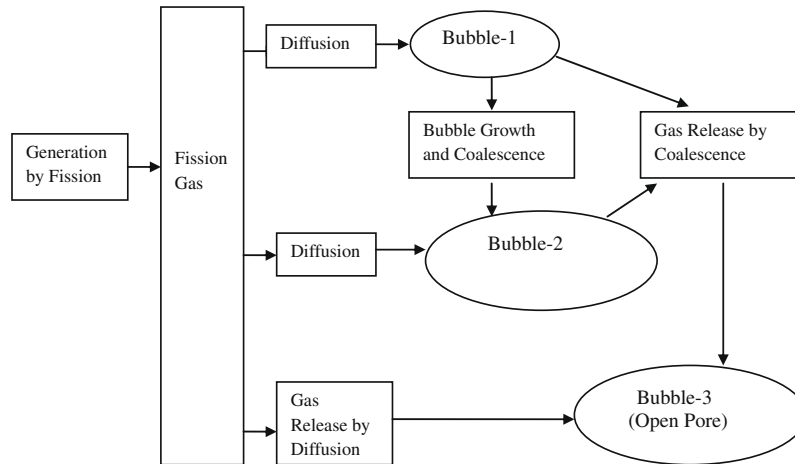 Diffusion
Bubble-1
Generation
by Fission
Fission
Gas
Bubble Growth
and Coalescence
Gas Release by
Coalescence
Diffusion
Bubble-2
Gas
Release by
Diffusion
Bubble-3
(Open Pore)